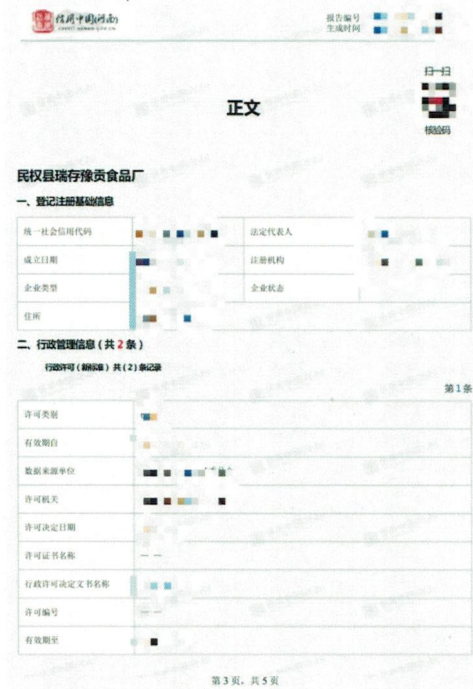 信用中国(河南)
报告编号
生成时间
扫一扫
核验码
正文
民权县瑞存豫贡食品厂
一、登记注册基础信息
统一社会信用代码
法定代表人
成立日期
注册机构
企业类型
企业状态
住所
二、行政管理信息(共 2 条)
行政许可(新标准)共(2)条记录
第1条
许可类别
有效期自
数据来源单位
许可机关
许可决定日期
许可证书名称
— —
行政许可决定文书名称
许可编号
— —
有效期至
第 3 页,共 5 页